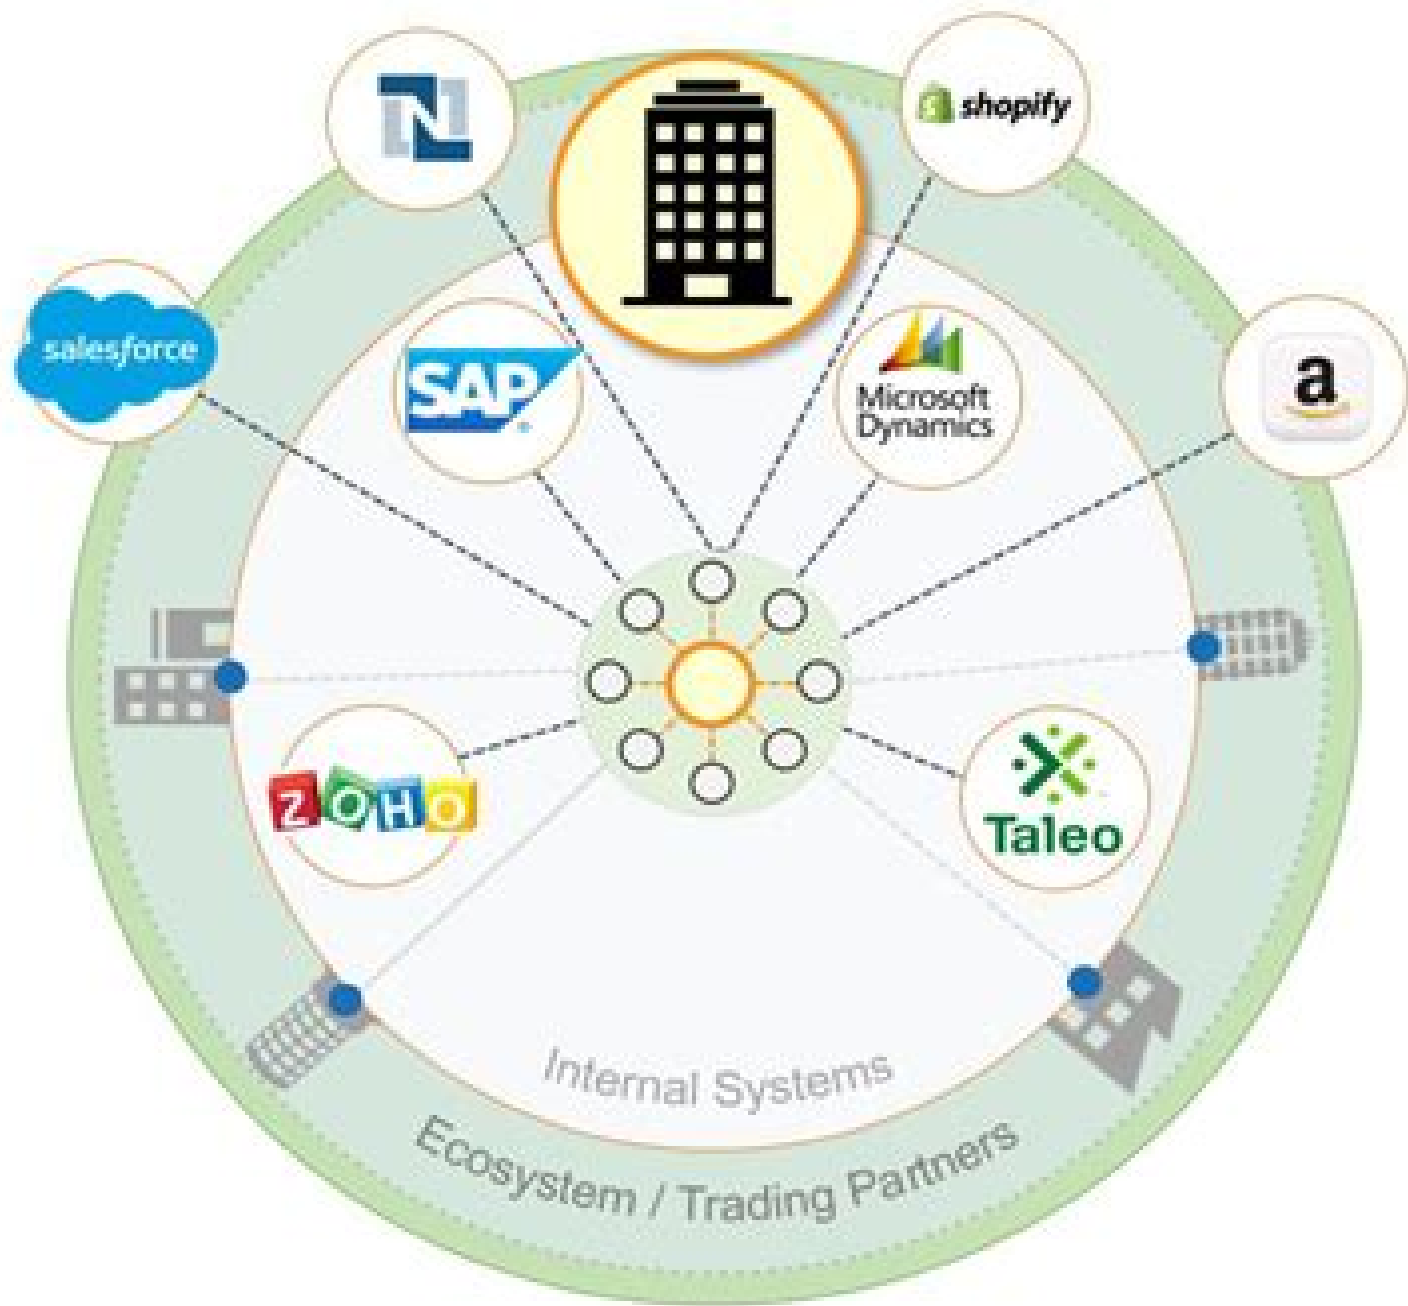 N
shopify
salesforce
SAP
Microsoft
Dynamics
a
ZOHO
Taleo
Internal Systems
Ecosystem / Trading Partners